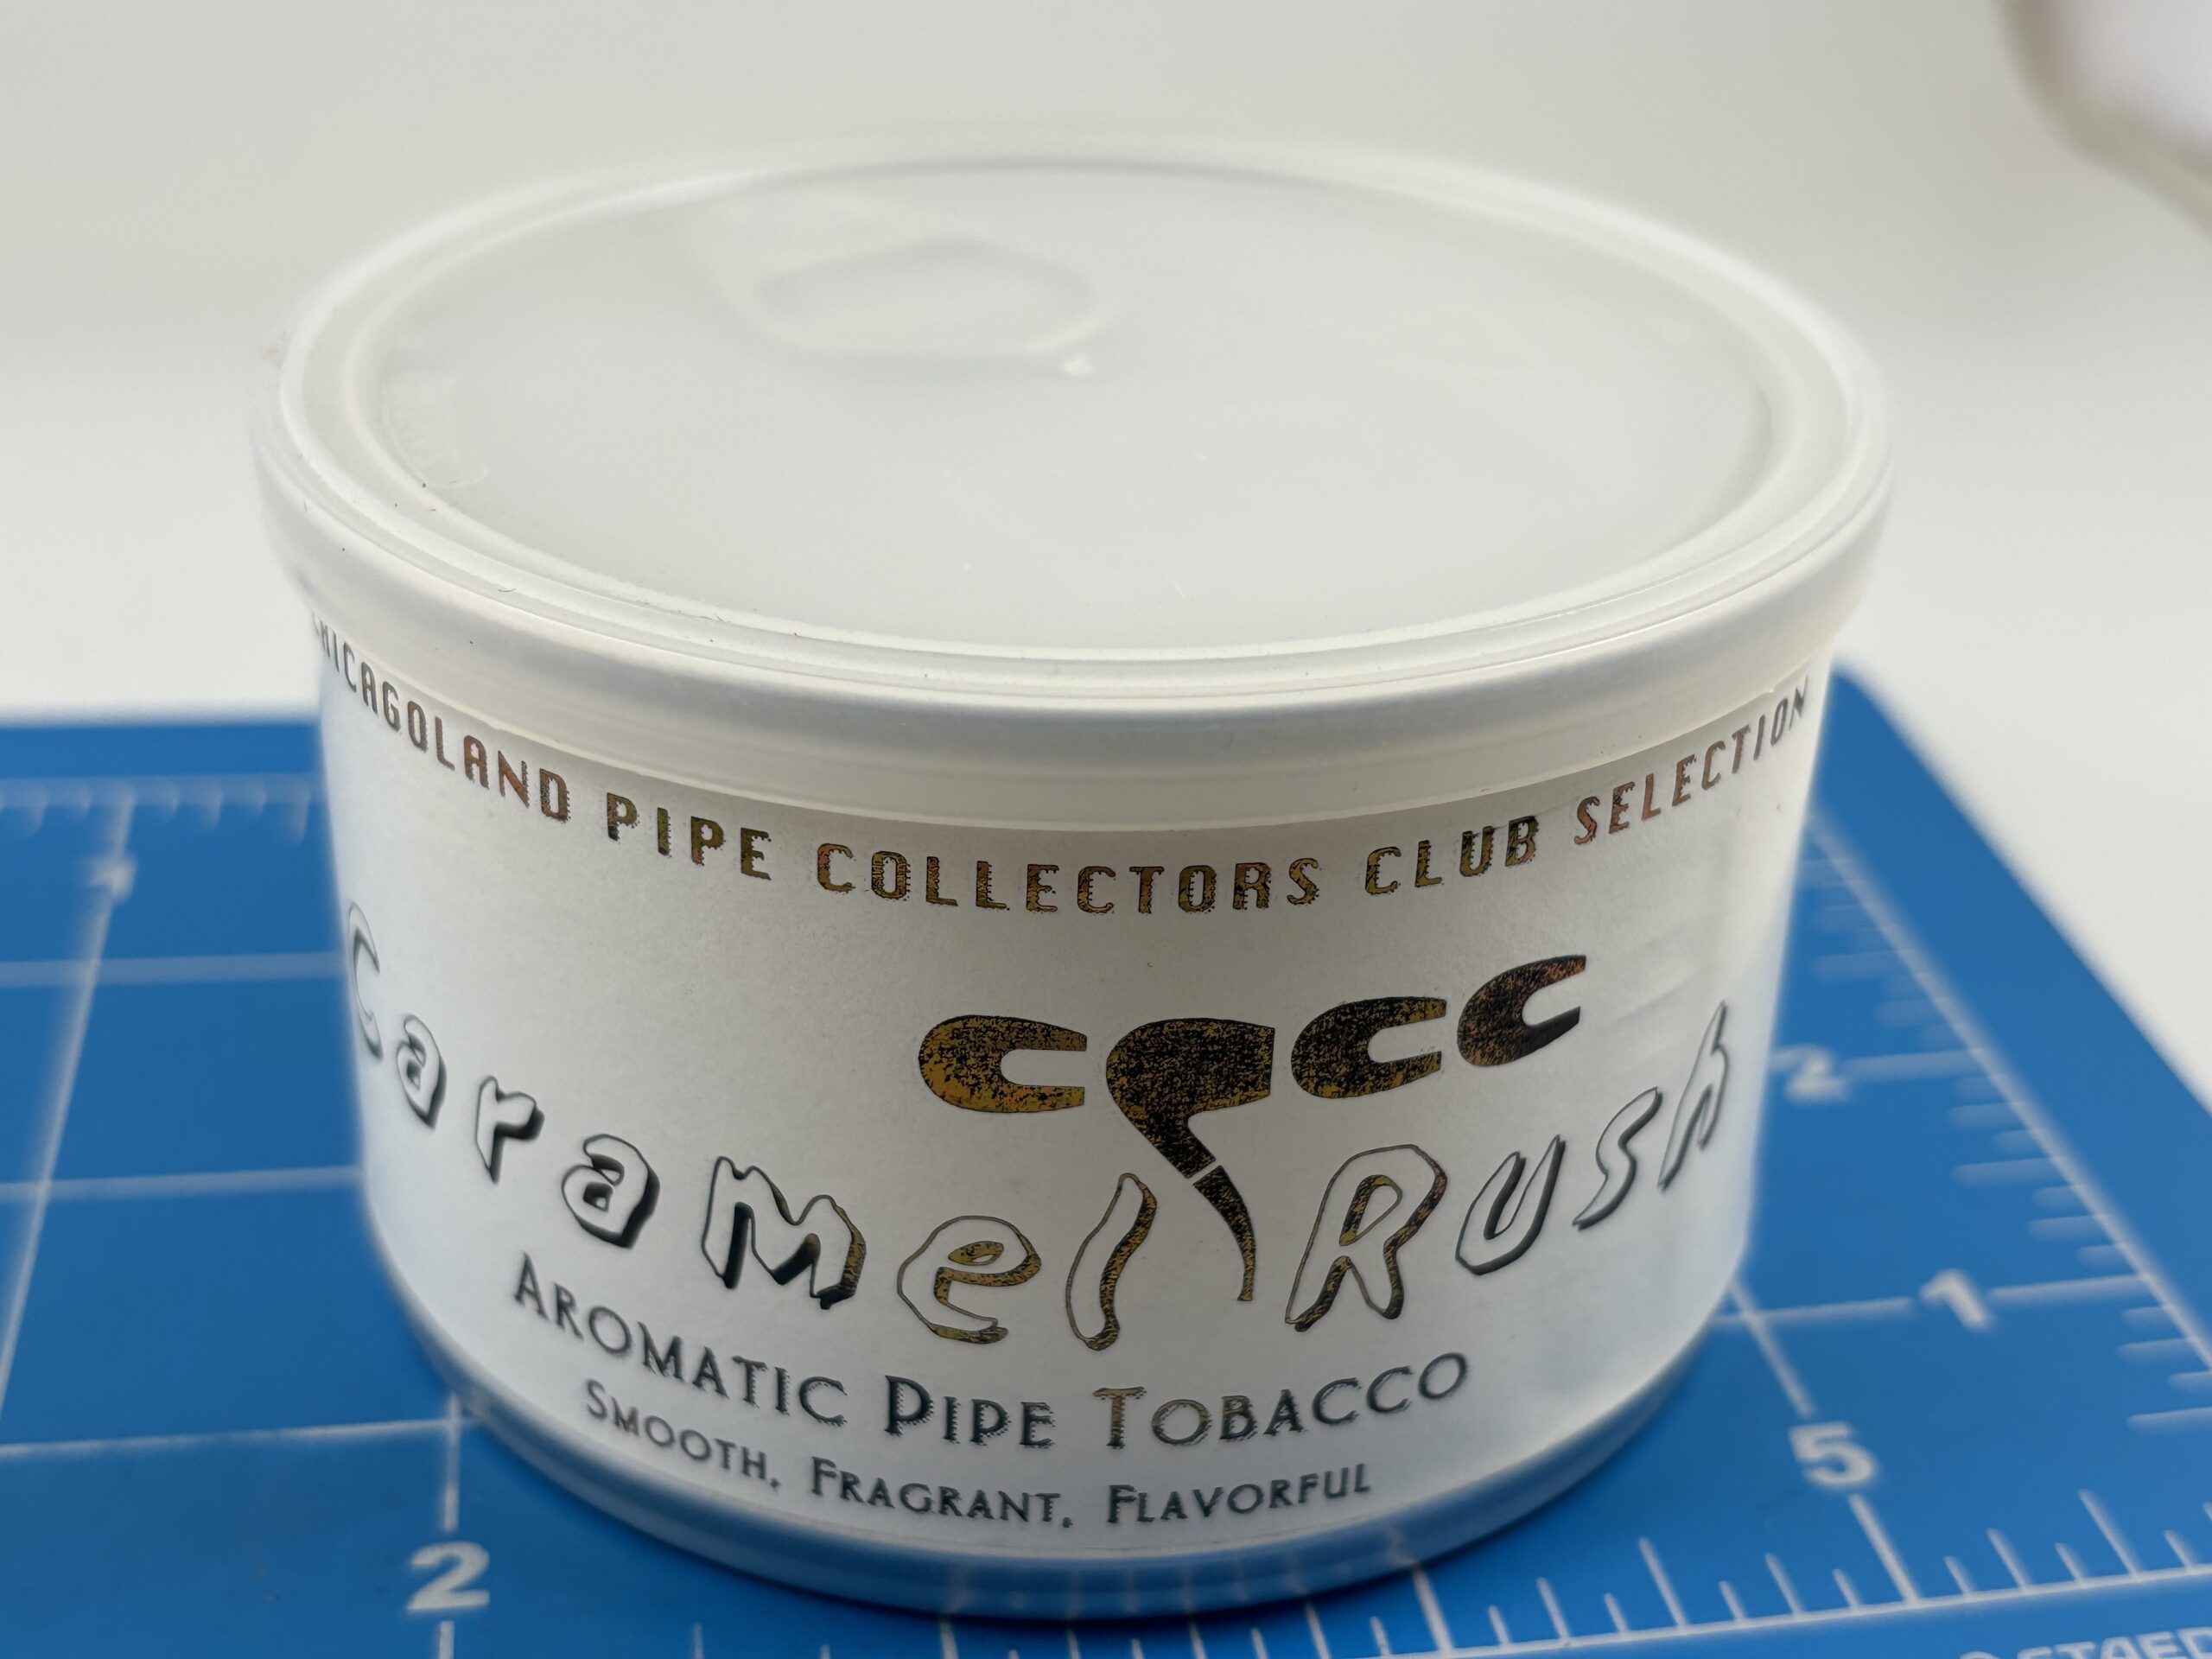 CHICAGOLAND PIPE COLLECTORS CLUB SELECTION
CPCC
CaraMel Rush
AROMATIC PIPE TOBACCO
SMOOTH, FRAGRANT, FLAVORFUL
2
1
5
2